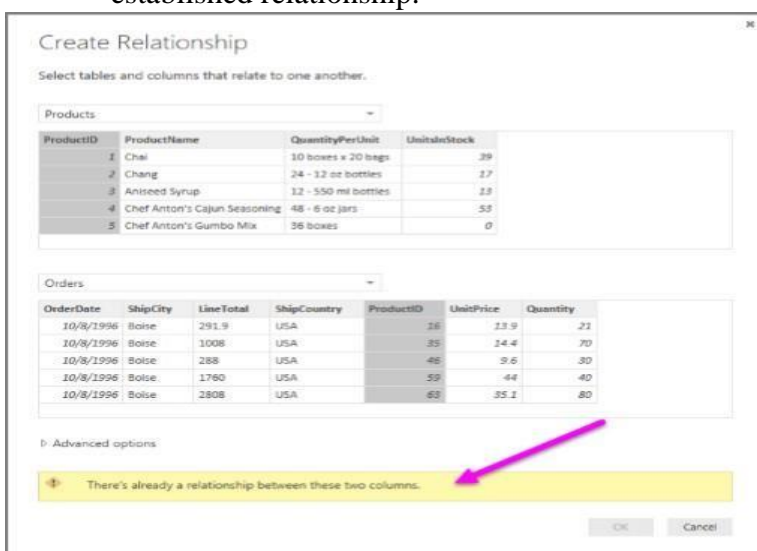 established relationship.
Create Relationship
Select tables and columns that relate to one another.
Products
ProductID ProductName QuantityPerUnit UnitsInStock
1 Chai 10 boxes x 20 bags 39
2 Chang 24 - 12 oz bottles 17
3 Aniseed Syrup 12 - 550 ml bottles 13
4 Chef Anton's Cajun Seasoning 48 - 6 oz jars 53
5 Chef Anton's Gumbo Mix 36 boxes 0
Orders
OrderDate ShipCity LineTotal ShipCountry ProductID UnitPrice Quantity
10/8/1996 Boise 291.9 USA 16 13.9 21
10/8/1996 Boise 1008 USA 35 14.4 70
10/8/1996 Boise 288 USA 46 9.6 30
10/8/1996 Boise 1760 USA 59 44 40
10/8/1996 Boise 2808 USA 63 35.1 80
Advanced options
There's already a relationship between these two columns.
OK Cancel